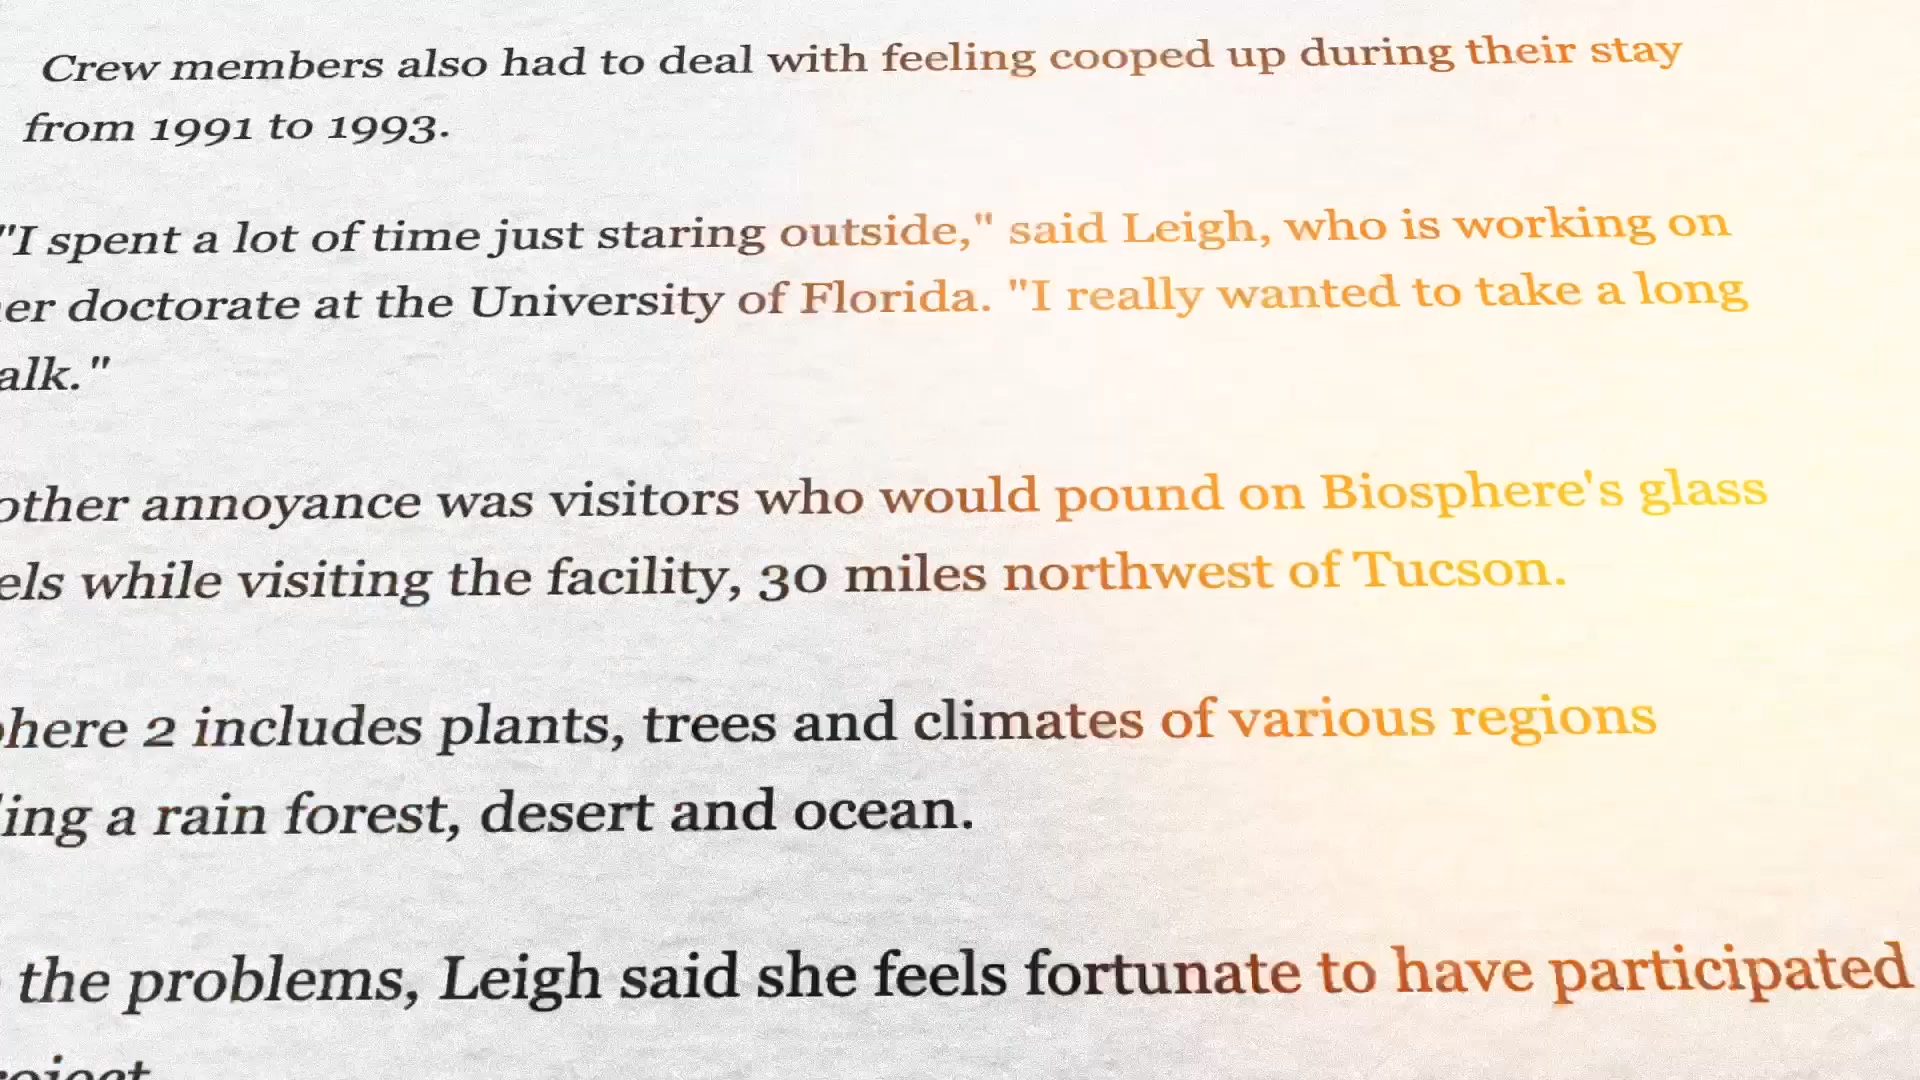 Crew members also had to deal with feeling cooped up during their stay
from 1991 to 1993.
"I spent a lot of time just staring outside," said Leigh, who is working on
er doctorate at the University of Florida. "I really wanted to take a long
alk."
other annoyance was visitors who would pound on Biosphere's glass
els while visiting the facility, 30 miles northwest of Tucson.
here 2 includes plants, trees and climates of various regions
ing a rain forest, desert and ocean.
the problems, Leigh said she feels fortunate to have participated